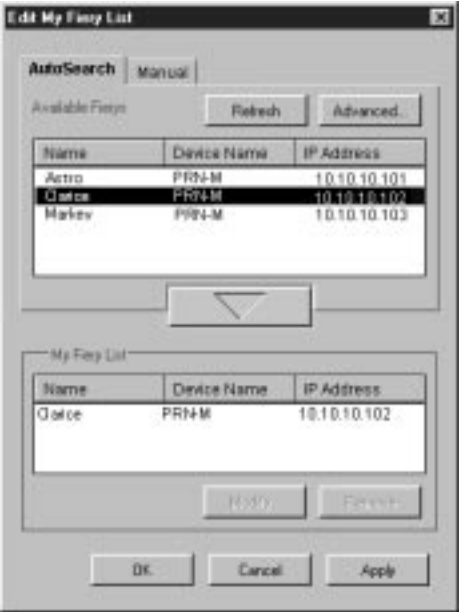 Edit My Fiery List
AutoSearch Manual
Available Fierys Refresh Advanced...
Name Device Name IP Address
Astro PRN-M 10.10.10.101
Clarice PRN-M 10.10.10.102
Markev PRN-M 10.10.10.103
My Fiery List
Name Device Name IP Address
Clarice PRN-M 10.10.10.102
Modify... Remove
OK Cancel Apply